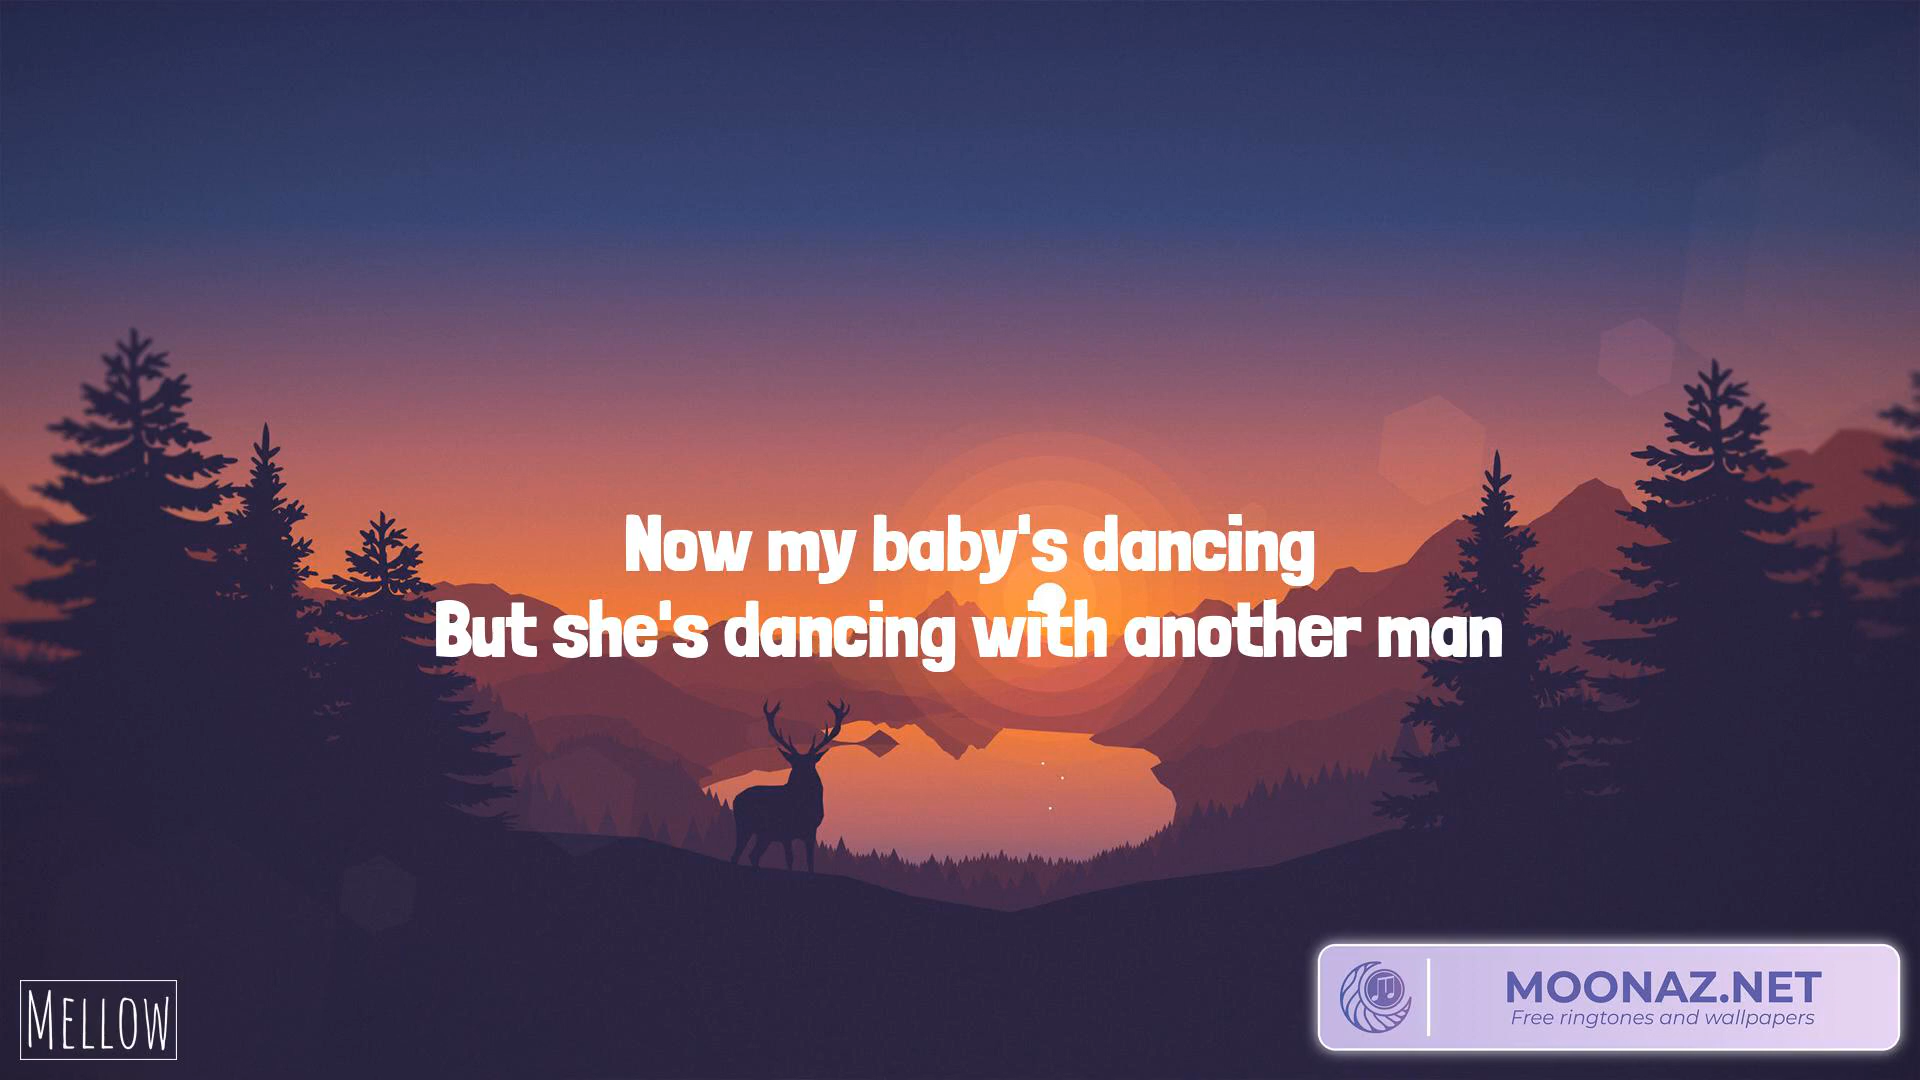 Now my baby's dancing
But she's dancing with another man
MELLOW
MOONAZ.NET
Free ringtones and wallpapers